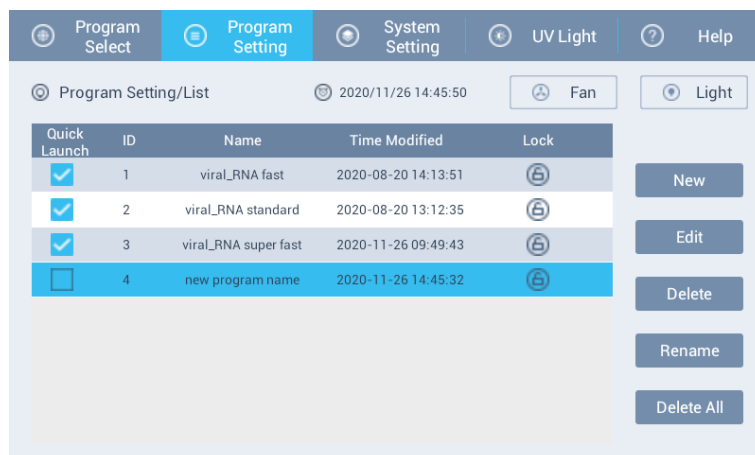 Program Select
Program Setting
System Setting
UV Light
? Help
Program Setting/List
2020/11/26 14:45:50
Fan
Light
Quick Launch ID Name Time Modified Lock
1 viral_RNA fast 2020-08-20 14:13:51
2 viral_RNA standard 2020-08-20 13:12:35
3 viral_RNA super fast 2020-11-26 09:49:43
4 new program name 2020-11-26 14:45:32
New
Edit
Delete
Rename
Delete All